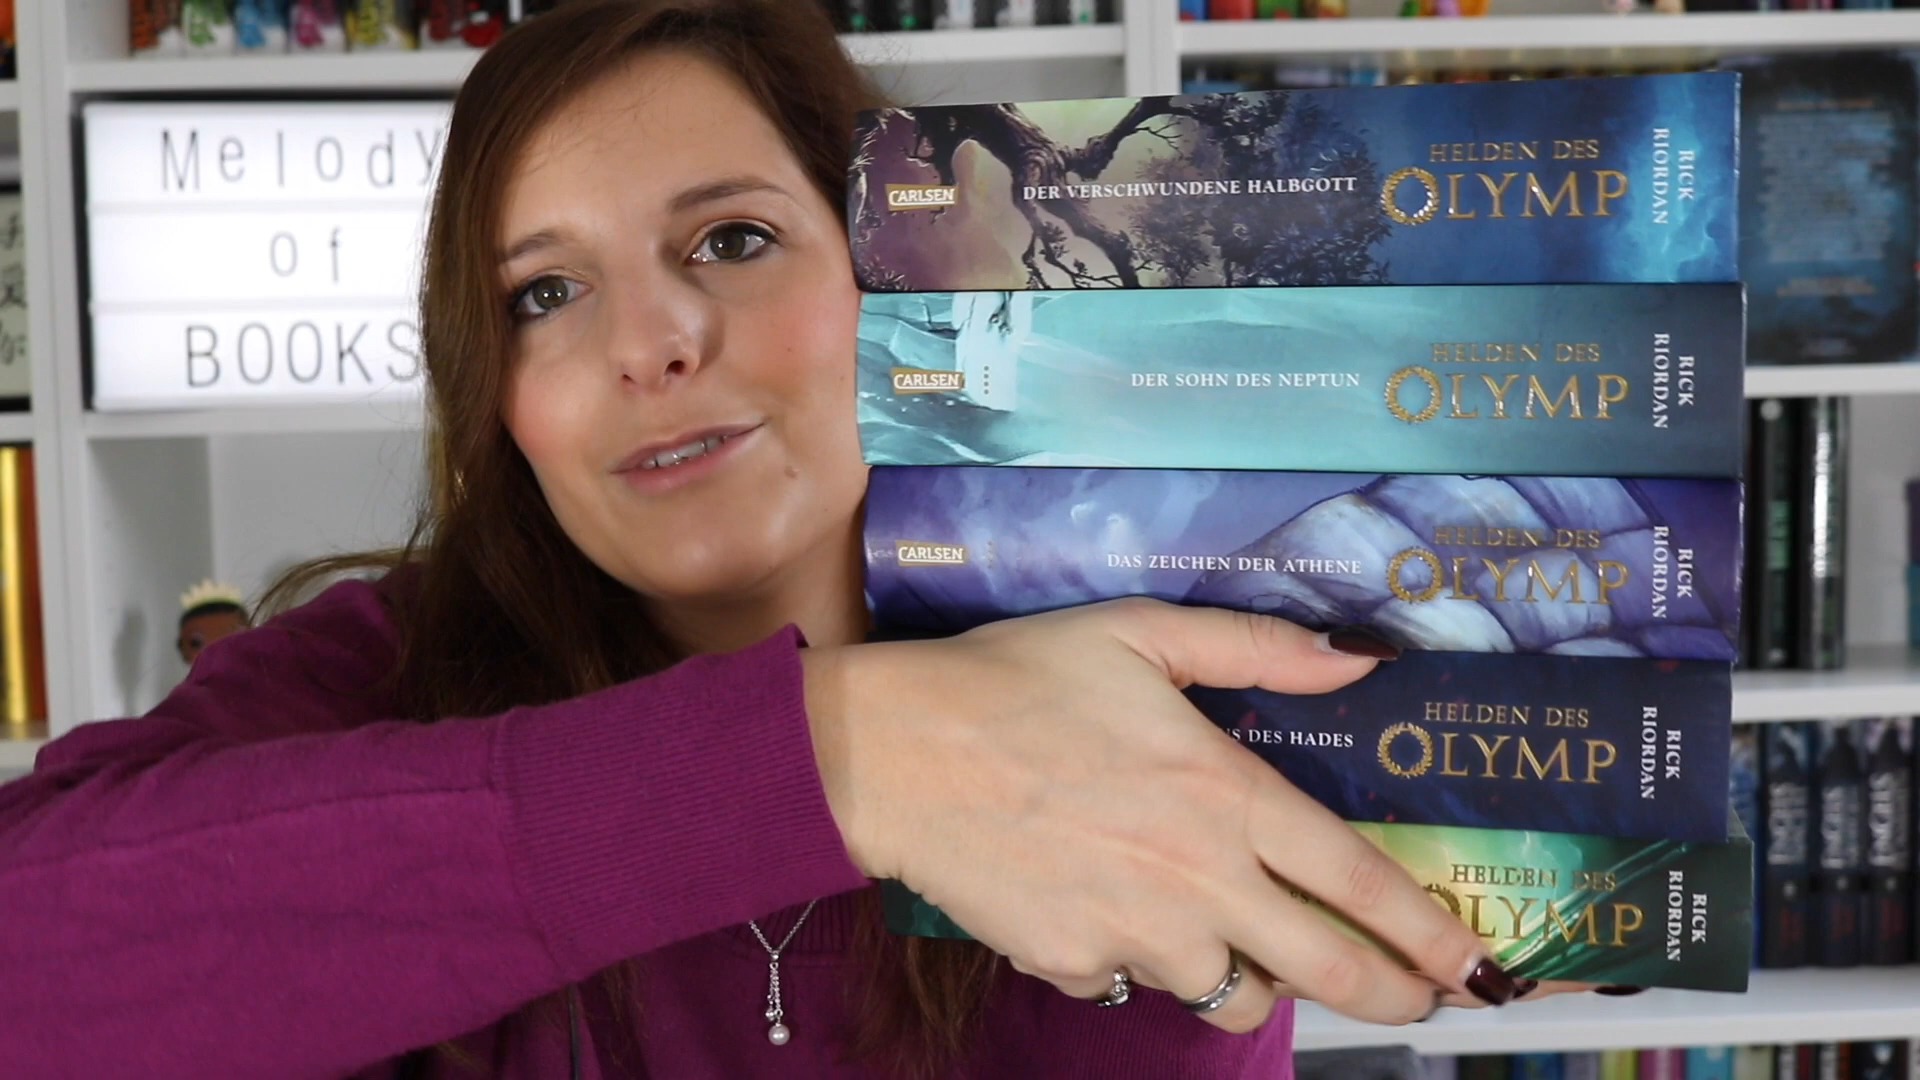 Melody
of
BOOKS
CARLSEN
DER VERSCHWUNDENE HALBGOTT
HELDEN DES
OLYMP
RICK
RIORDAN
CARLSEN
DER SOHN DES NEPTUN
HELDEN DES
OLYMP
RICK
RIORDAN
CARLSEN
DAS ZEICHEN DER ATHENE
HELDEN DES
OLYMP
RICK
RIORDAN
DES HADES
HELDEN DES
OLYMP
RICK
RIORDAN
HELDEN DES
OLYMP
RICK
RIORDAN